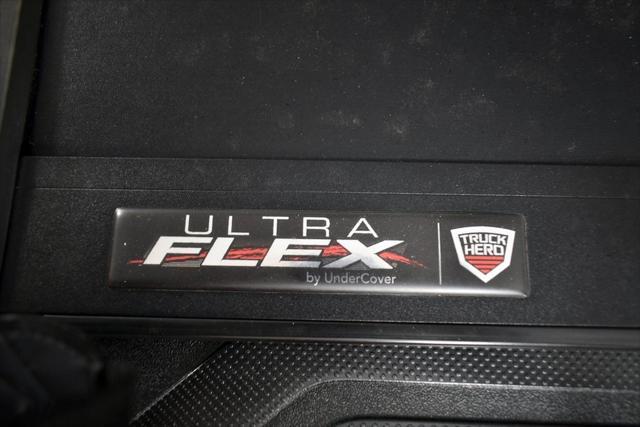 ULTRA
FLEX
by UnderCover
TRUCK
HERO